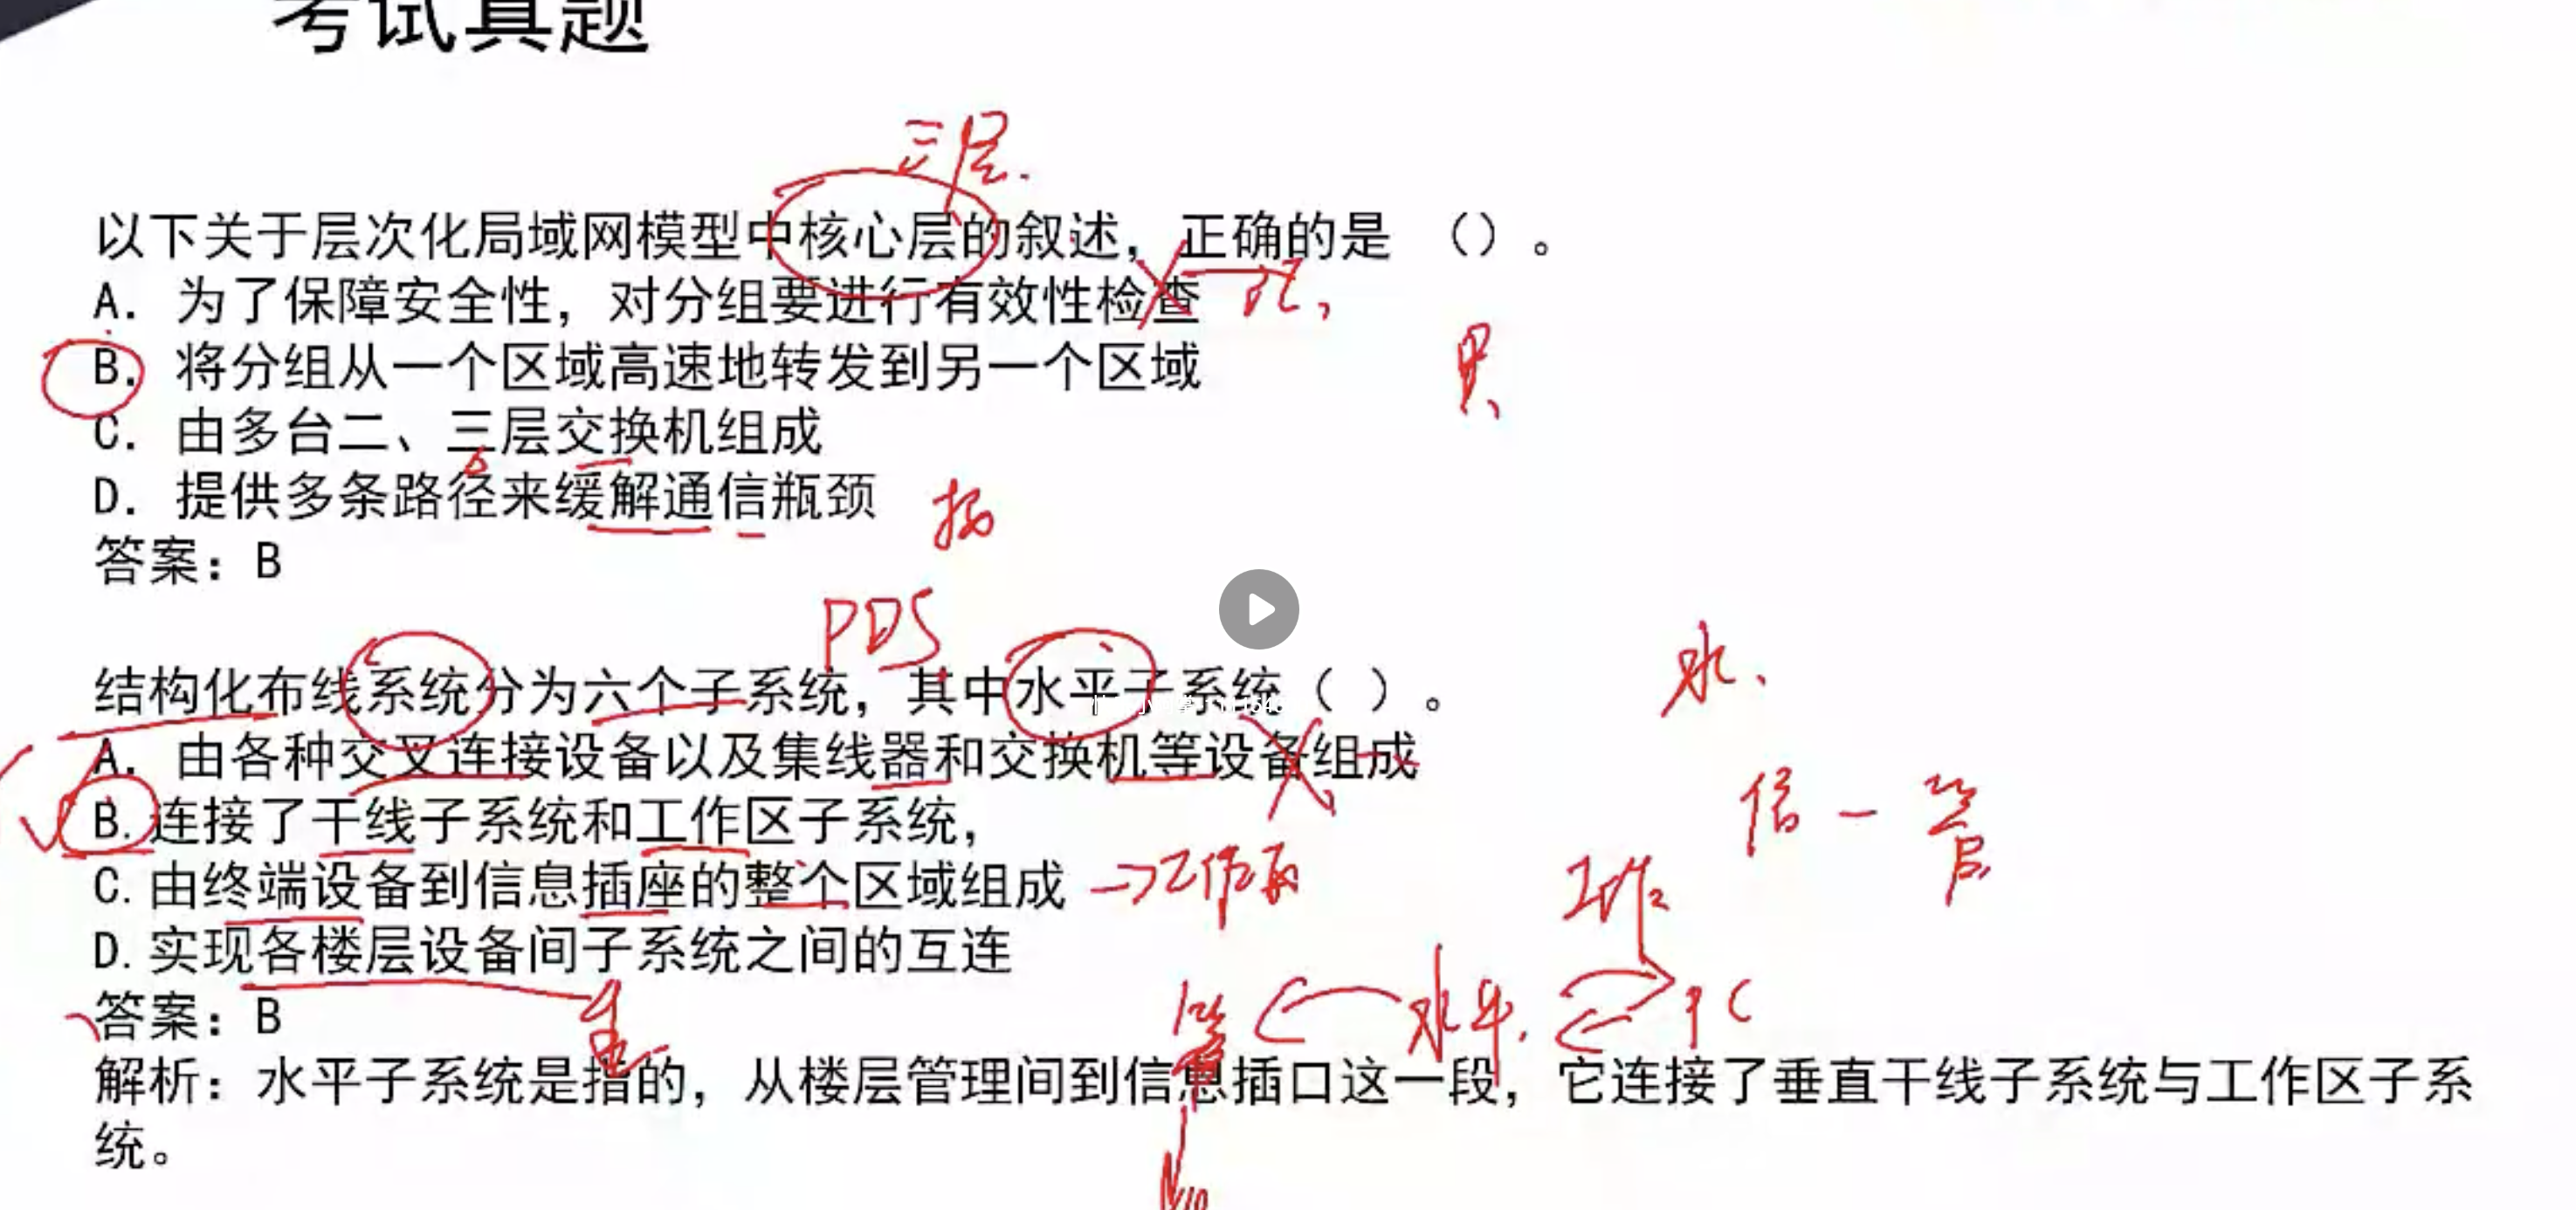 考试真题
三层.
以下关于层次化局域网模型中核心层的叙述，正确的是 （）。
A. 为了保障安全性，对分组要进行有效性检查
B. 将分组从一个区域高速地转发到另一个区域
C. 由多台二、三层交换机组成
D. 提供多条路径来缓解通信瓶颈
答案：B
PDS
结构化布线系统分为六个子系统，其中水平子系统（ ）。
A. 由各种交叉连接设备以及集线器和交换机等设备组成
B. 连接了干线子系统和工作区子系统，
信 — 管
C. 由终端设备到信息插座的整个区域组成
工作
D. 实现各楼层设备间子系统之间的互连
答案：B
管
水平.
PC
解析：水平子系统是指的，从楼层管理间到信息插口这一段，它连接了垂直干线子系统与工作区子系
统。